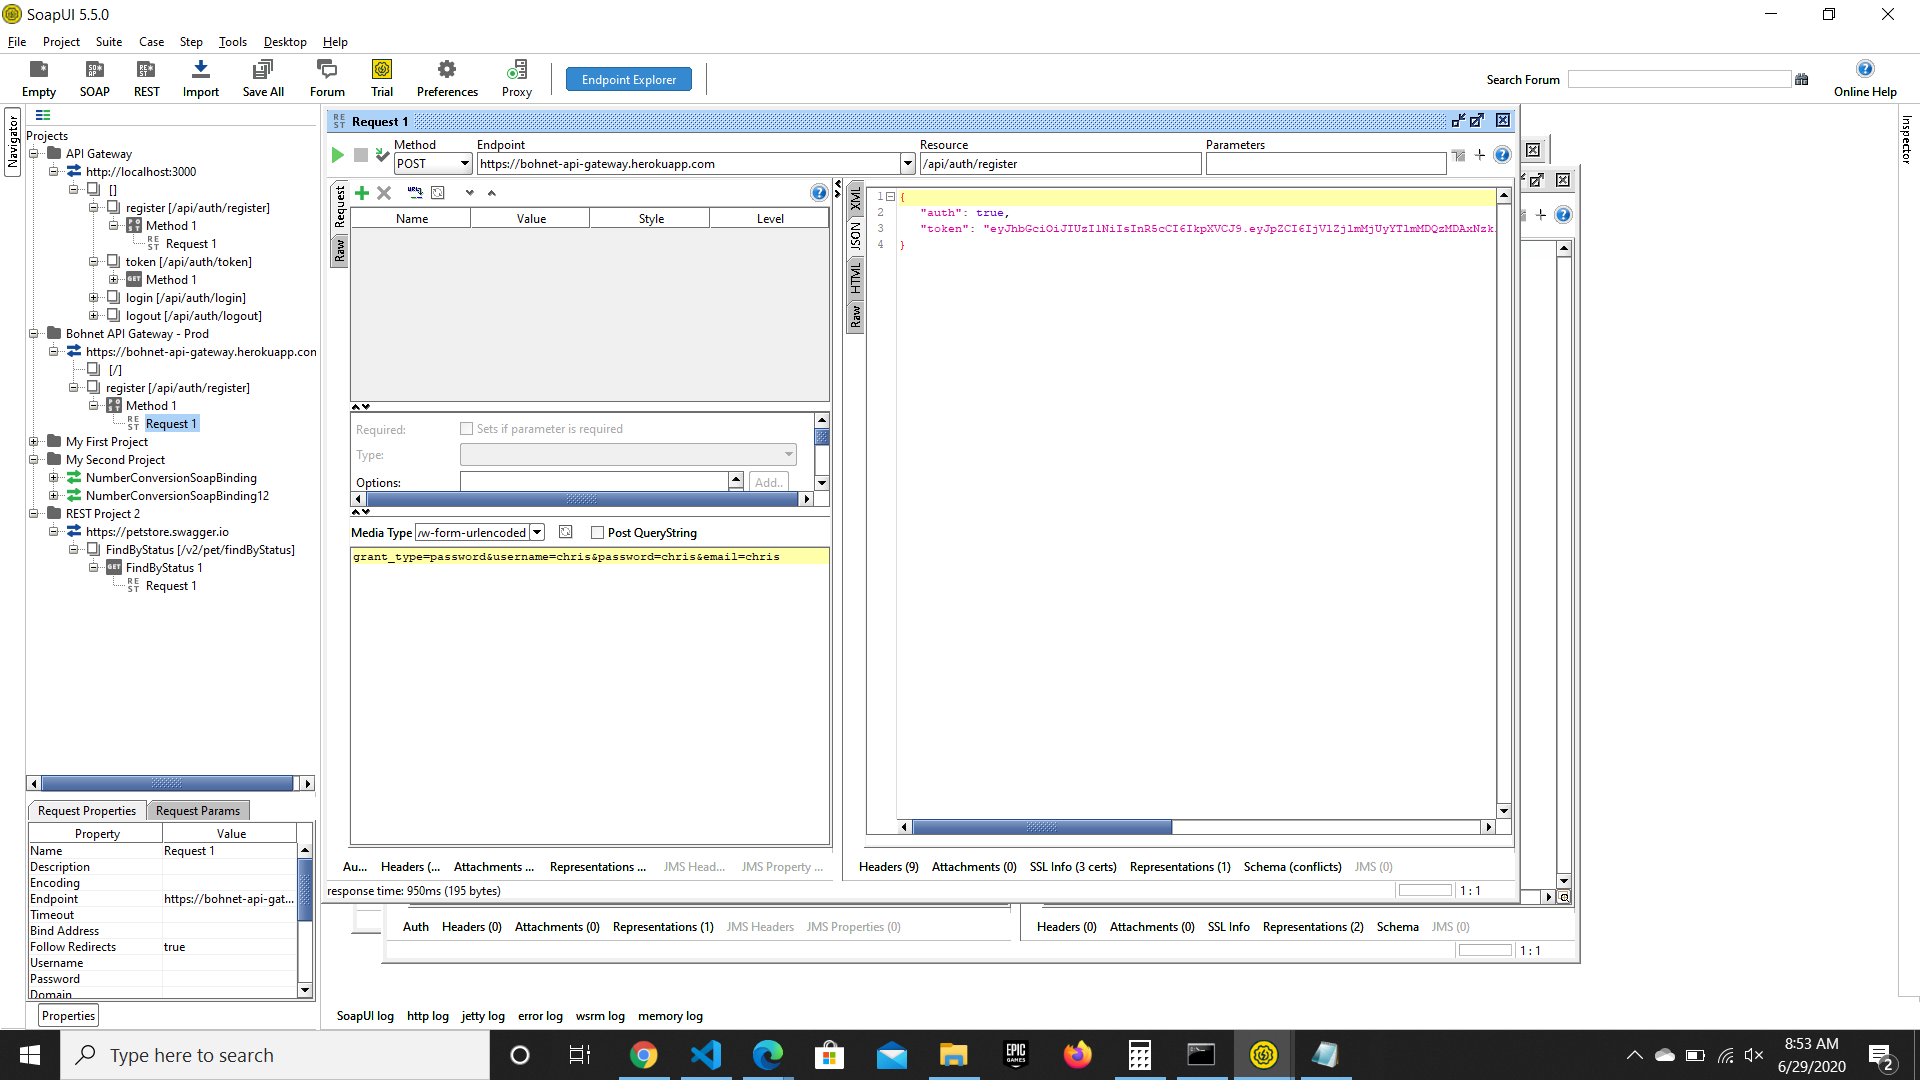 SoapUI 5.5.0
File Project Suite Case Step Tools Desktop Help
Empty SOAP REST Import Save All Forum Trial Preferences Proxy Endpoint Explorer Search Forum Online Help
Navigator
Inspector
Projects
API Gateway
http://localhost:3000
[]
register [/api/auth/register]
Method 1
Request 1
token [/api/auth/token]
Method 1
login [/api/auth/login]
logout [/api/auth/logout]
Bohnet API Gateway - Prod
https://bohnet-api-gateway.herokuapp.con
[/]
register [/api/auth/register]
Method 1
Request 1
My First Project
My Second Project
NumberConversionSoapBinding
NumberConversionSoapBinding12
REST Project 2
https://petstore.swagger.io
FindByStatus [/v2/pet/findByStatus]
FindByStatus 1
Request 1
Request Properties Request Params
Property Value
Name Request 1
Description
Encoding
Endpoint https://bohnet-api-gat...
Timeout
Bind Address
Follow Redirects true
Username
Password
Domain
Properties
Request 1
Method Endpoint Resource Parameters
POST https://bohnet-api-gateway.herokuapp.com /api/auth/register
Request
Raw
Name Value Style Level
Required: Sets if parameter is required
Type:
Options: Add..
Media Type /w-form-urlencoded Post QueryString
grant_type=password&username=chris&password=chris&email=chris
Au... Headers (... Attachments ... Representations ... JMS Head... JMS Property ...
XML
JSON
HTML
Raw
1 {
2 "auth": true,
3
4 }
Headers (9) Attachments (0) SSL Info (3 certs) Representations (1) Schema (conflicts) JMS (0)
response time: 950ms (195 bytes) 1 : 1
Auth Headers (0) Attachments (0) Representations (1) JMS Headers JMS Properties (0)
Headers (0) Attachments (0) SSL Info Representations (2) Schema JMS (0)
1 : 1
SoapUI log http log jetty log error log wsrm log memory log
Type here to search
EPIC GAMES
8:53 AM
6/29/2020
2